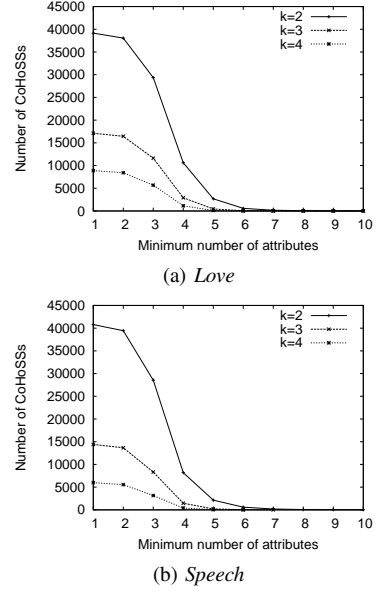 45000
40000
35000
30000
25000
20000
15000
10000
5000
0
Number of CoHoSSs
k=2
k=3
k=4
1 2 3 4 5 6 7 8 9 10
Minimum number of attributes
(a) Love
45000
40000
35000
30000
25000
20000
15000
10000
5000
0
Number of CoHoSSs
k=2
k=3
k=4
1 2 3 4 5 6 7 8 9 10
Minimum number of attributes
(b) Speech